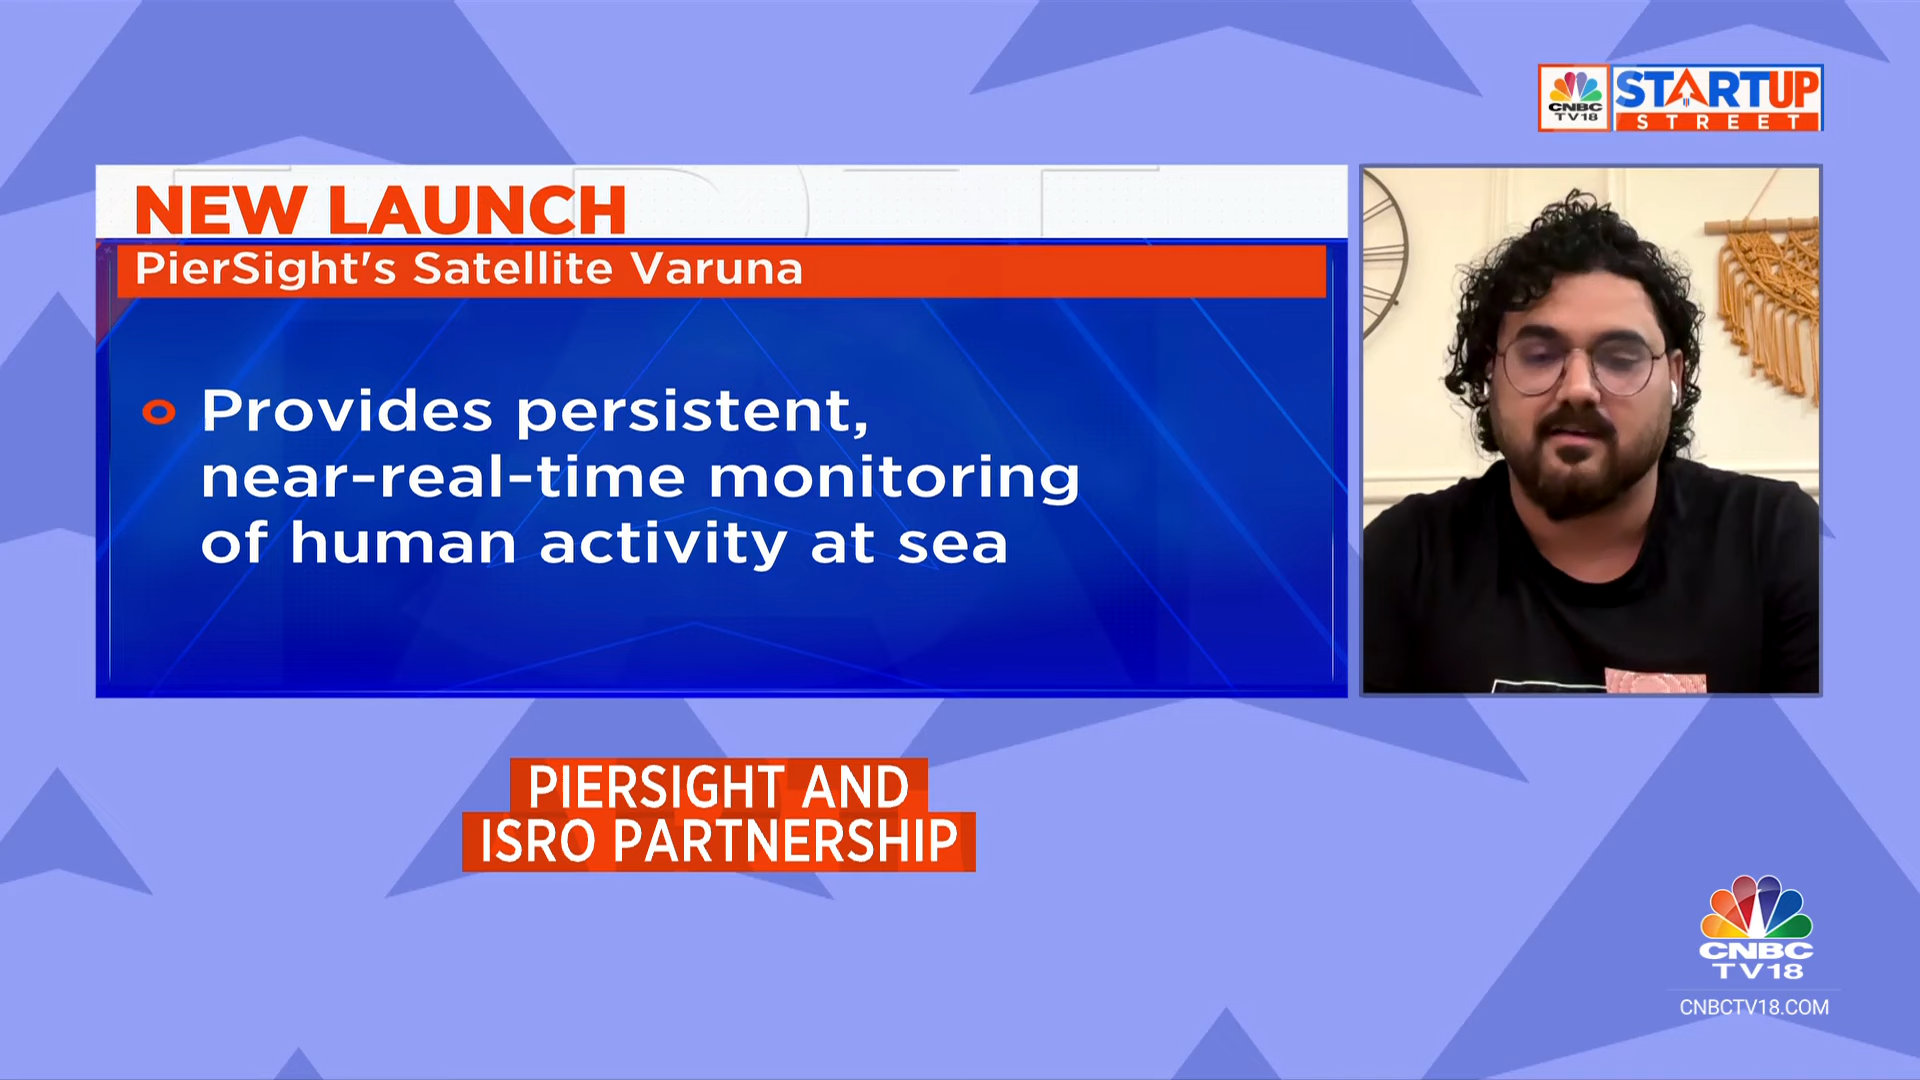 CNBC
TV18
STARTUP
STREET
NEW LAUNCH
PierSight's Satellite Varuna
Provides persistent,
near-real-time monitoring
of human activity at sea
PIERSIGHT AND
ISRO PARTNERSHIP
CNBC
TV18
CNBCTV18.COM